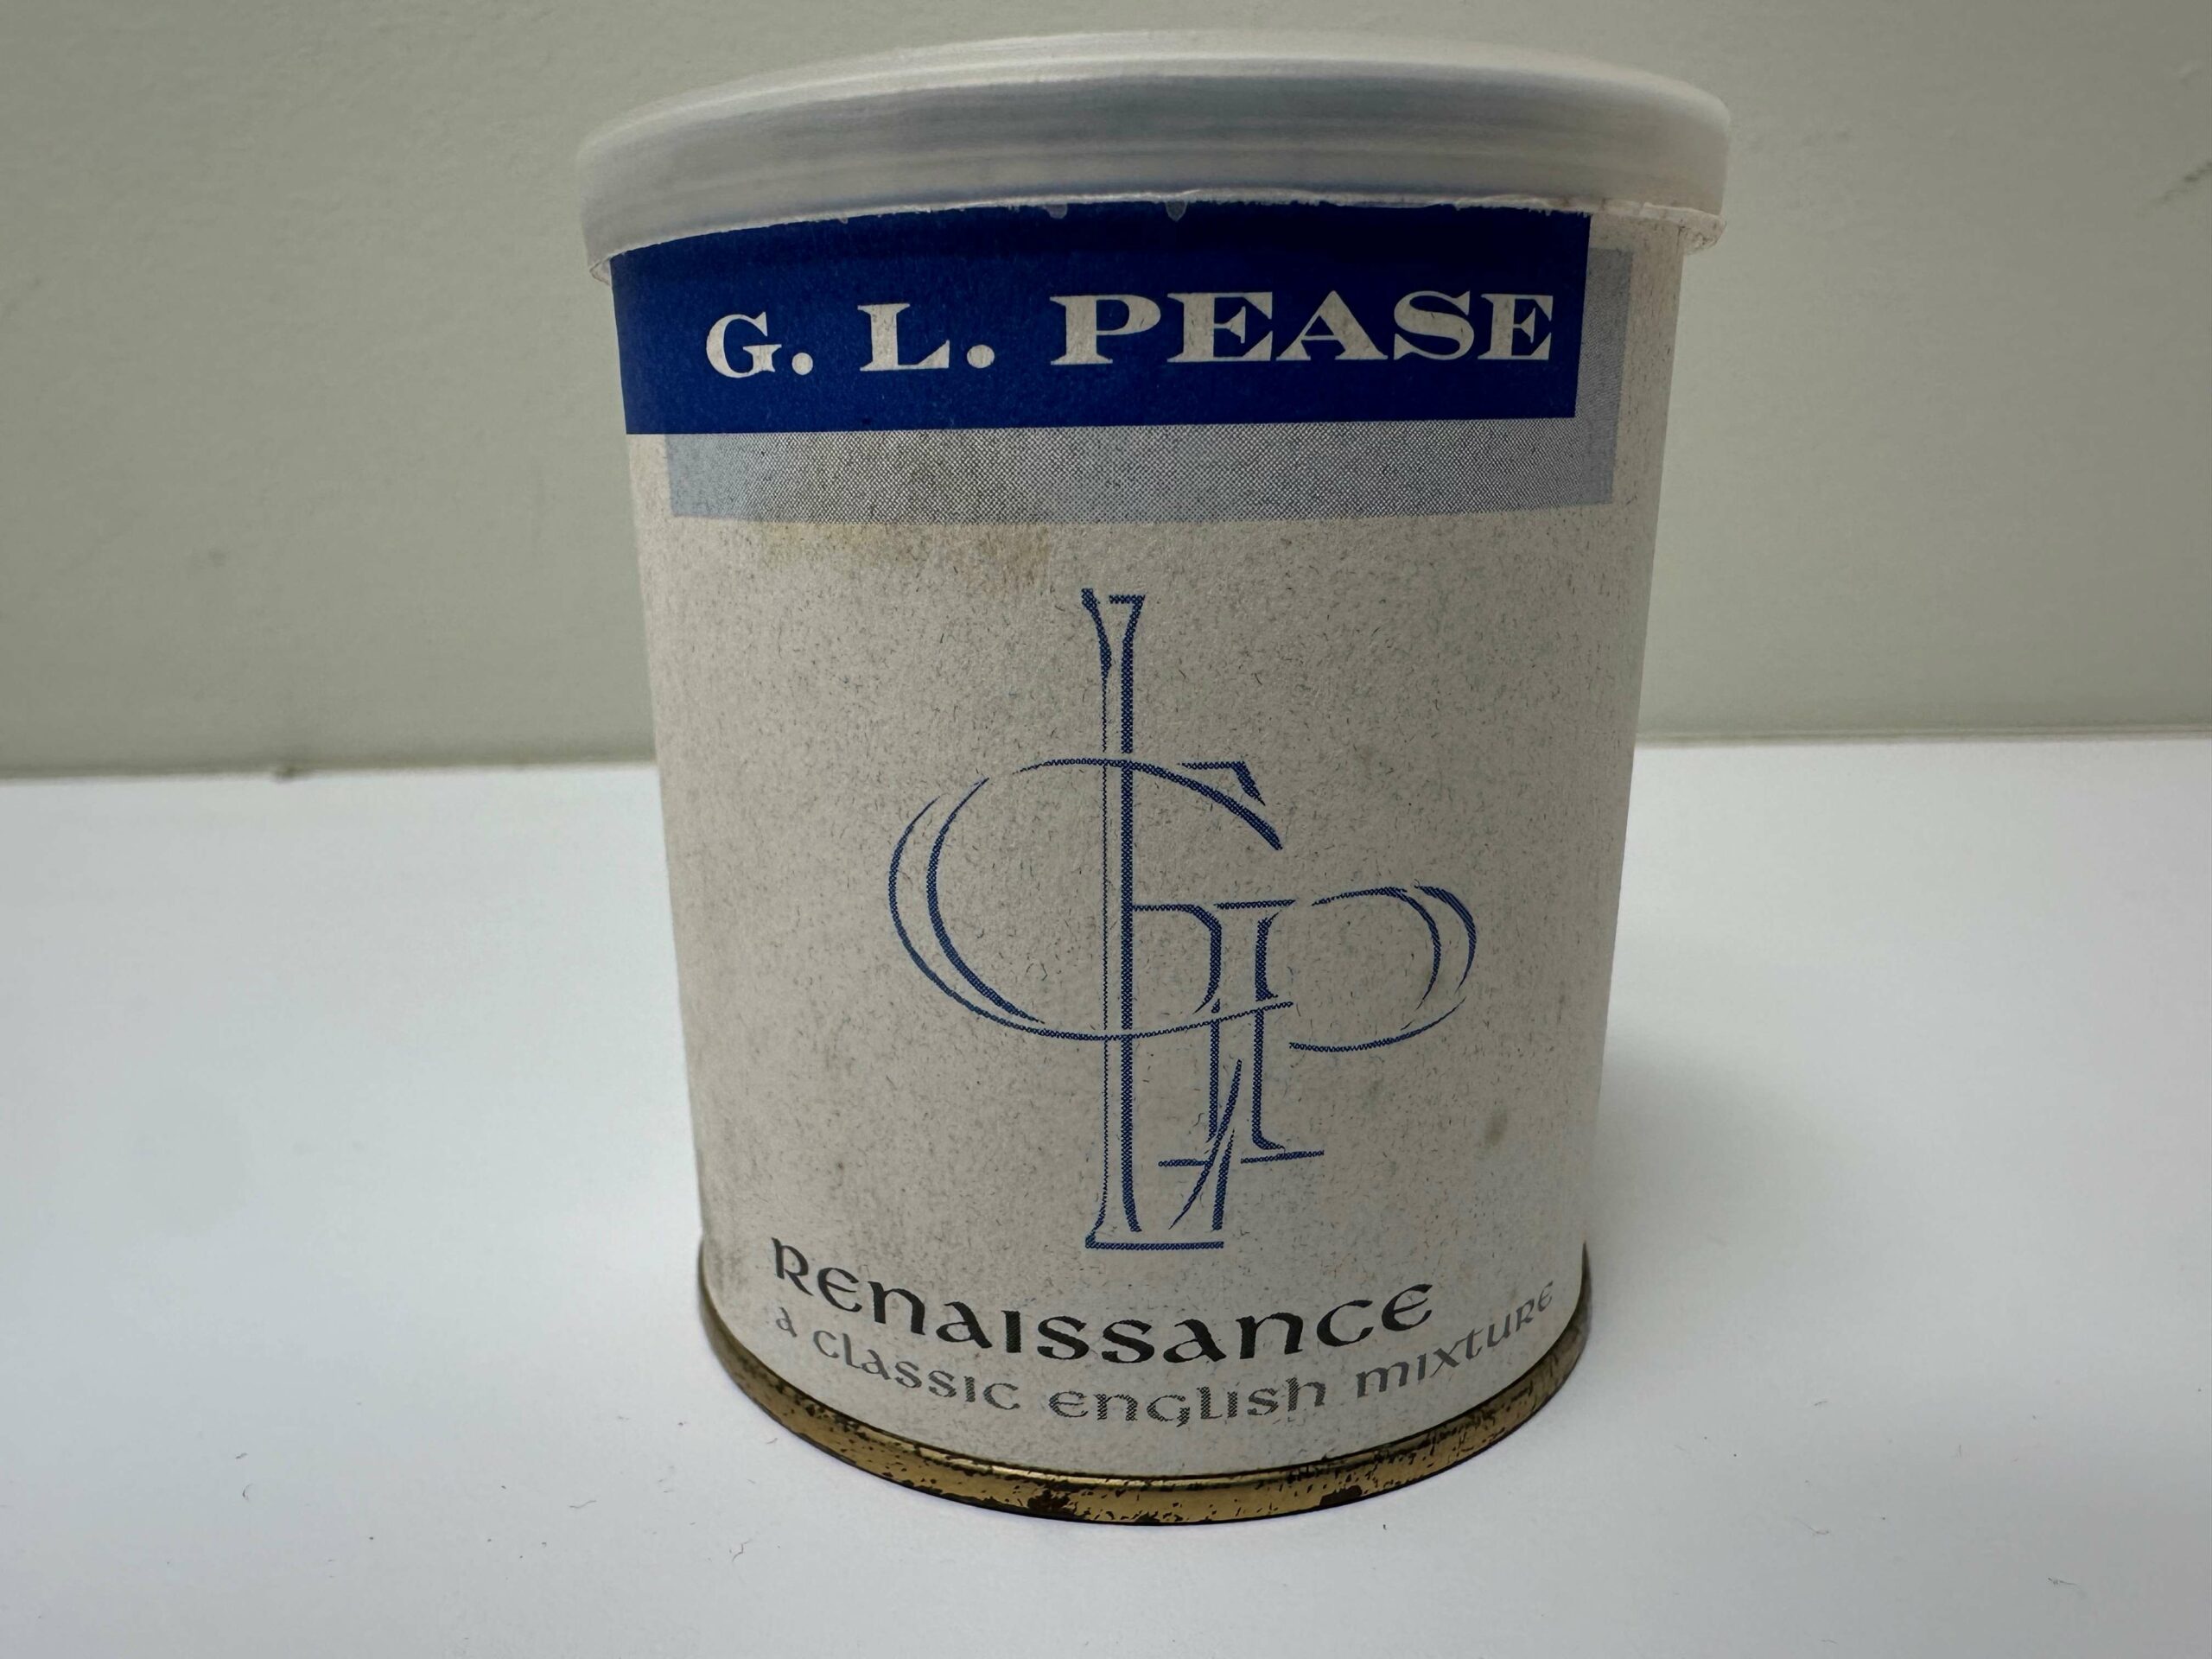 G. L. PEASE
GLP
RENAISSANCE
A CLASSIC ENGLISH MIXTURE